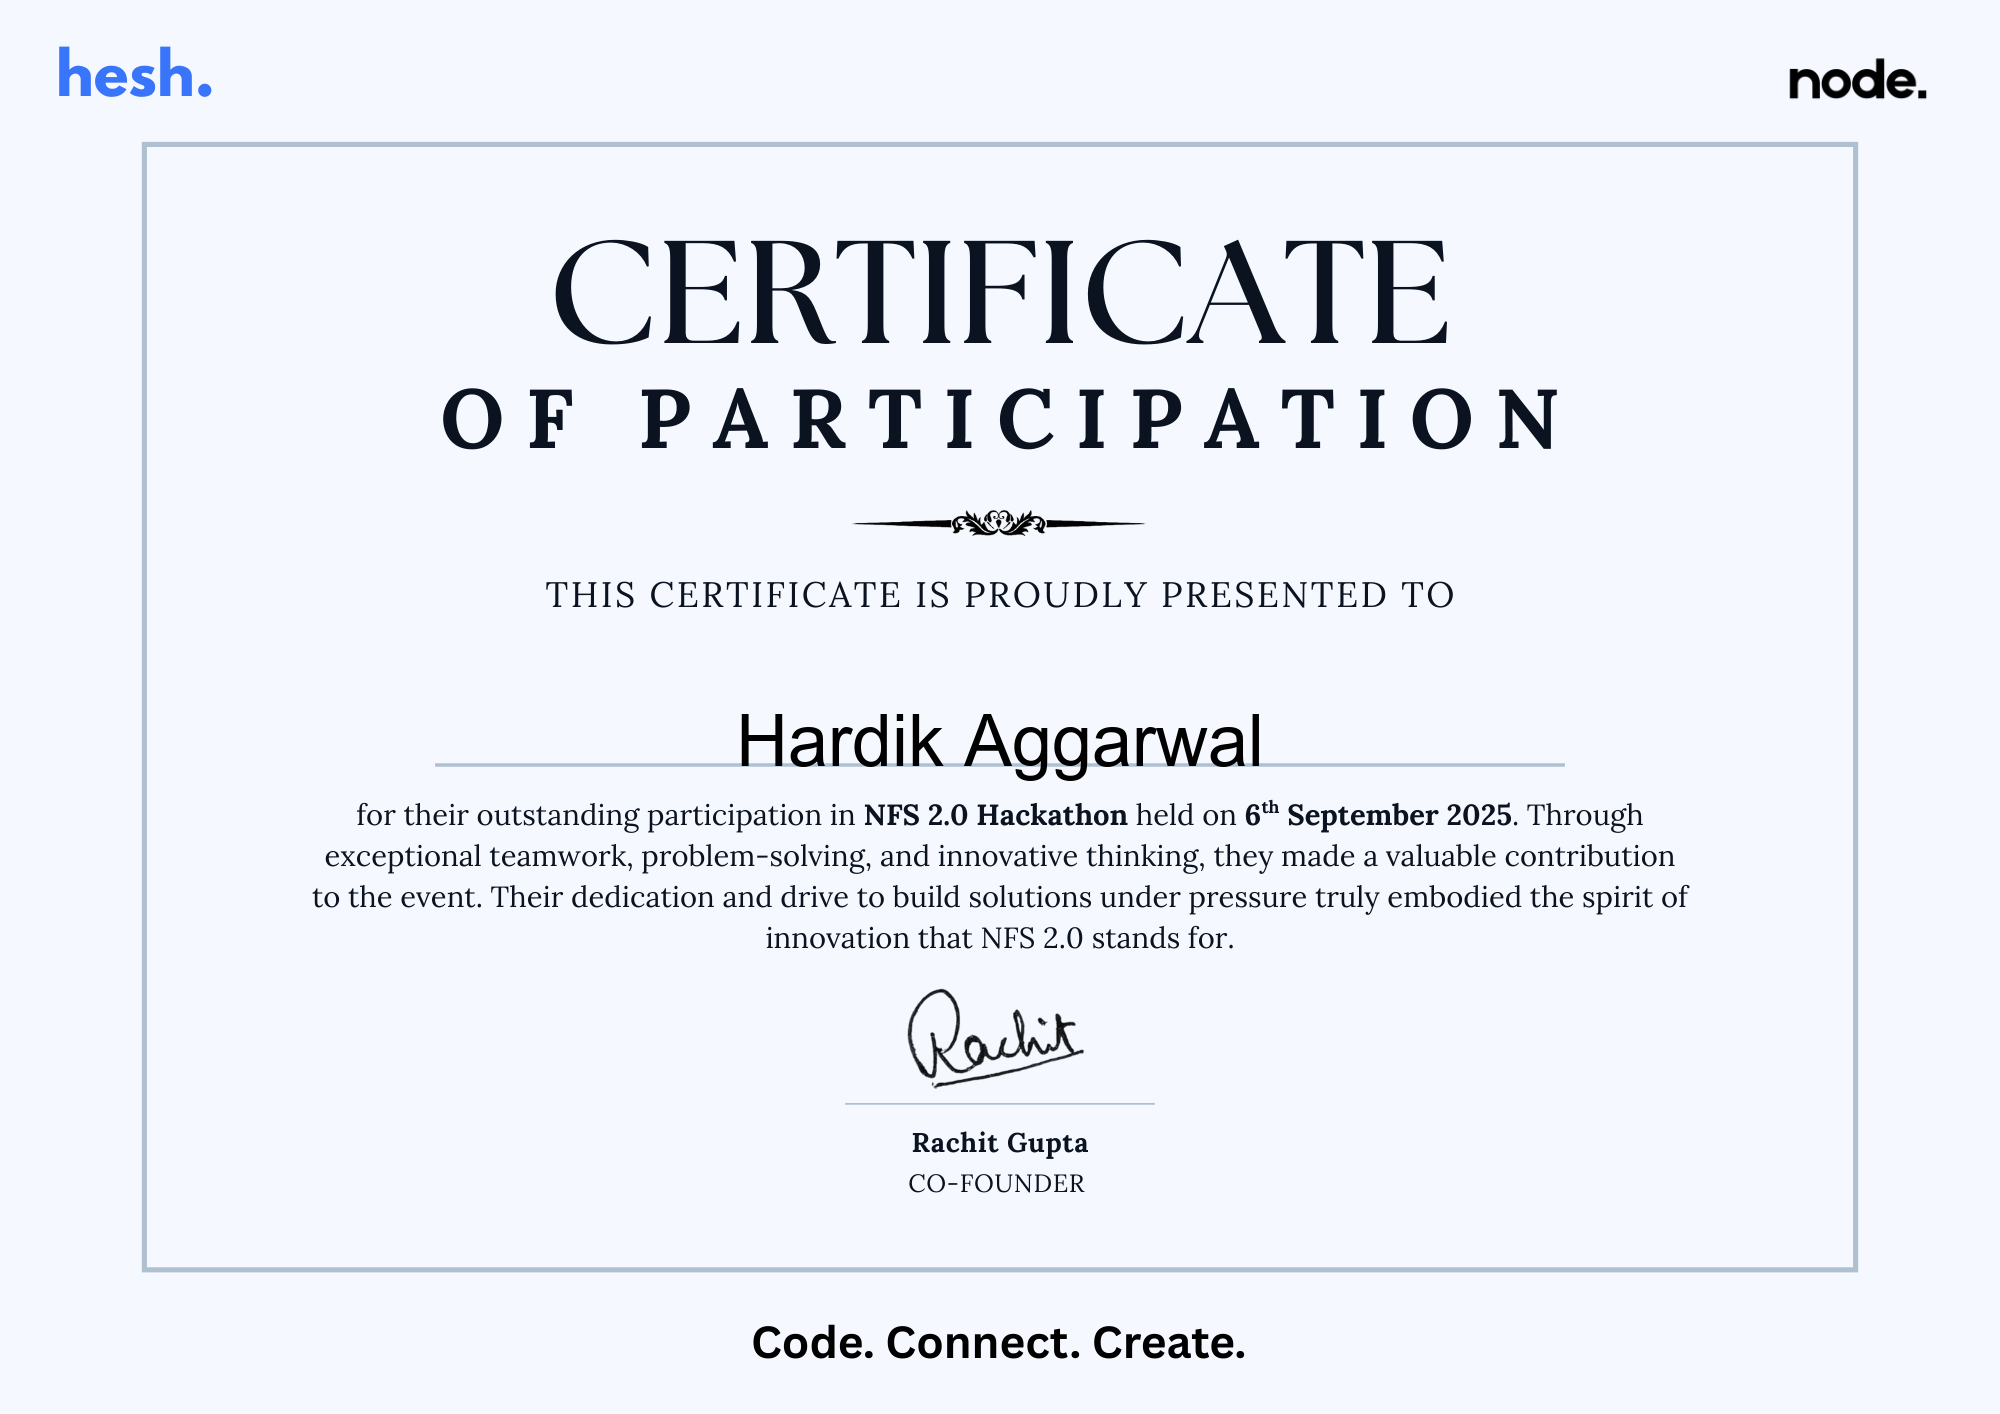 hesh.
node.
CERTIFICATE
OF PARTICIPATION
THIS CERTIFICATE IS PROUDLY PRESENTED TO
Hardik Aggarwal
for their outstanding participation in NFS 2.0 Hackathon held on 6th September 2025. Through
exceptional teamwork, problem-solving, and innovative thinking, they made a valuable contribution
to the event. Their dedication and drive to build solutions under pressure truly embodied the spirit of
innovation that NFS 2.0 stands for.
Rachit
Rachit Gupta
CO-FOUNDER
Code. Connect. Create.